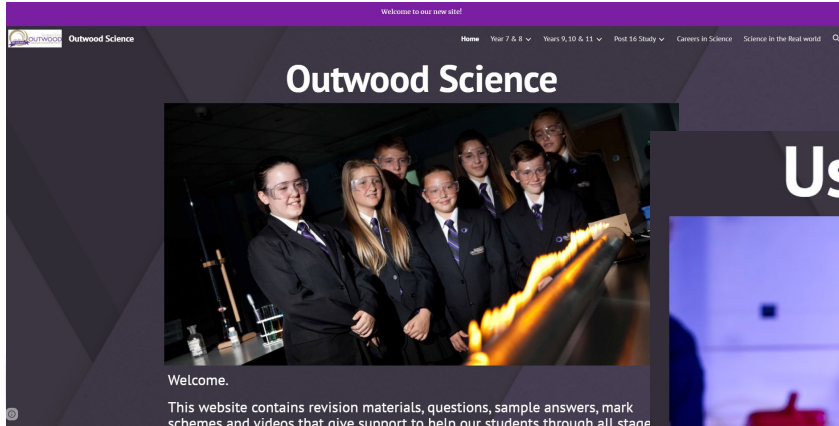 Welcome to our new site!
OUTWOOD
Outwood Science
Home
Year 7 & 8
Years 9, 10 & 11
Post 16 Study
Careers in Science
Science in the Real world
Outwood Science
Us
Welcome.
This website contains revision materials, questions, sample answers, mark
schemes and videos that give support to help our students through all stage